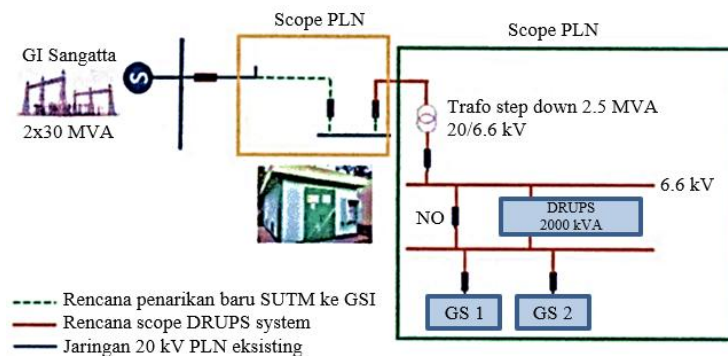 Scope PLN
Scope PLN
GI Sangatta
S
2x30 MVA
Trafo step down 2.5 MVA
20/6.6 kV
6.6 kV
NO
DRUPS
2000 kVA
GS 1
GS 2
Rencana penarikan baru SUTM ke GSI
Rencana scope DRUPS system
Jaringan 20 kV PLN eksisting